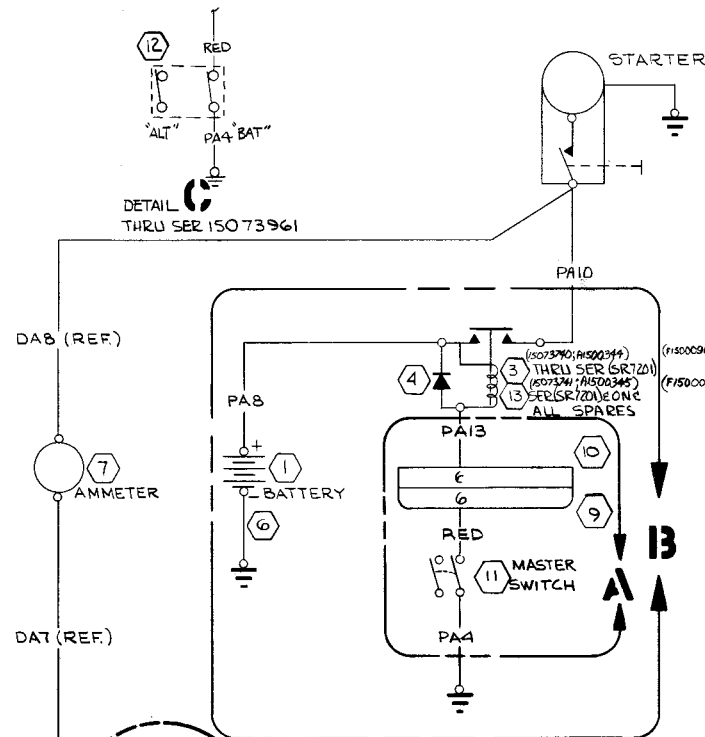 12
RED
"ALT"
PA4 "BAT"
DETAIL C
THRU SER 15073961
STARTER
PA10
DA8 (REF.)
(15073740; A1500344)
3 THRU SER (SR7201)
(15073741; A1500345)
(F15000
13 SER (SR7201) & ON &
ALL SPARES
4
PA8
PA13
+
1
7
AMMETER
- BATTERY
6
10
C
6
9
RED
11 MASTER
SWITCH
A
B
PA4
DA7 (REF.)